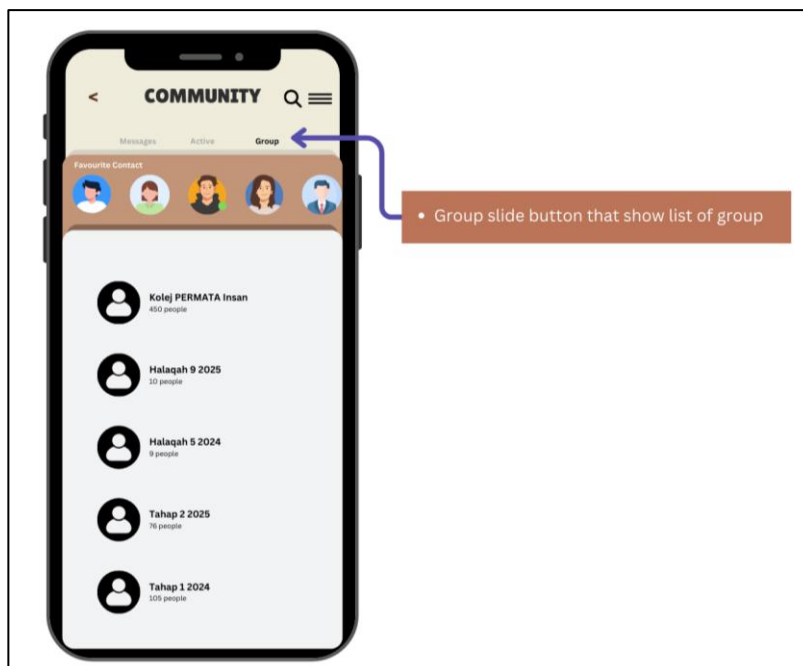 <
COMMUNITY
Messages Active Group
Favourite Contact
Kolej PERMATA Insan
450 people
Halaqah 9 2025
10 people
Halaqah 5 2024
9 people
Tahap 2 2025
76 people
Tahap 1 2024
105 people
• Group slide button that show list of group